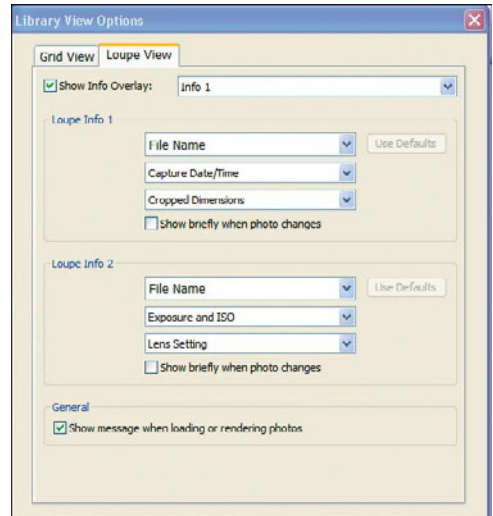 Library View Options
Grid View Loupe View
Show Info Overlay: Info 1
Loupe Info 1
File Name Use Defaults
Capture Date/Time
Cropped Dimensions
Show briefly when photo changes
Loupe Info 2
File Name Use Defaults
Exposure and ISO
Lens Setting
Show briefly when photo changes
General
Show message when loading or rendering photos